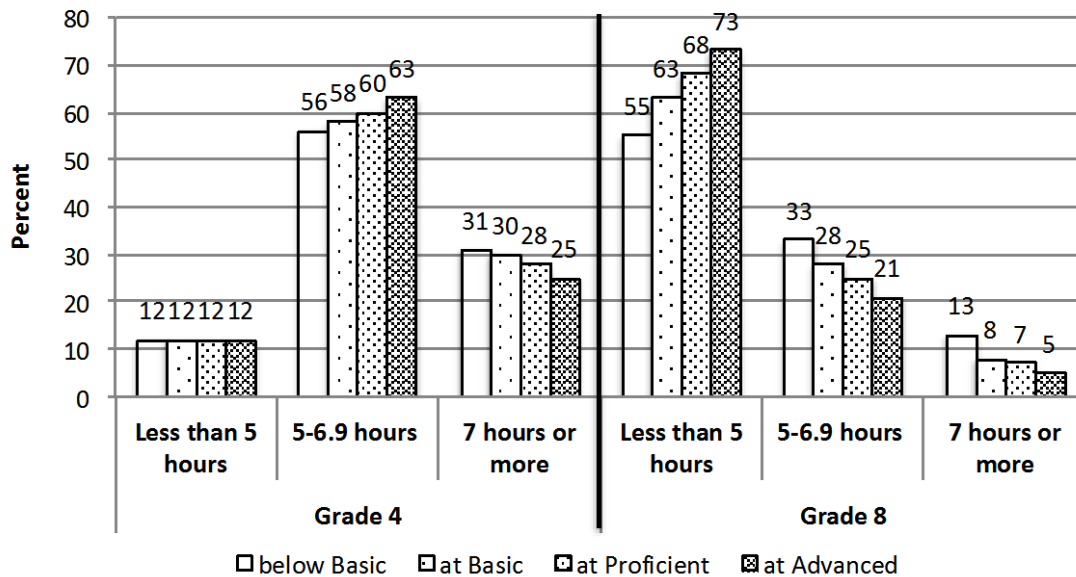 80
70
60
50
40
30
20
10
0
Percent
12 12 12 12
56 58 60 63
31 30 28 25
55 63 68 73
33 28 25 21
13 8 7 5
Less than 5
hours
5-6.9 hours
7 hours or
more
Less than 5
hours
5-6.9 hours
7 hours or
more
Grade 4
Grade 8
below Basic at Basic at Proficient at Advanced